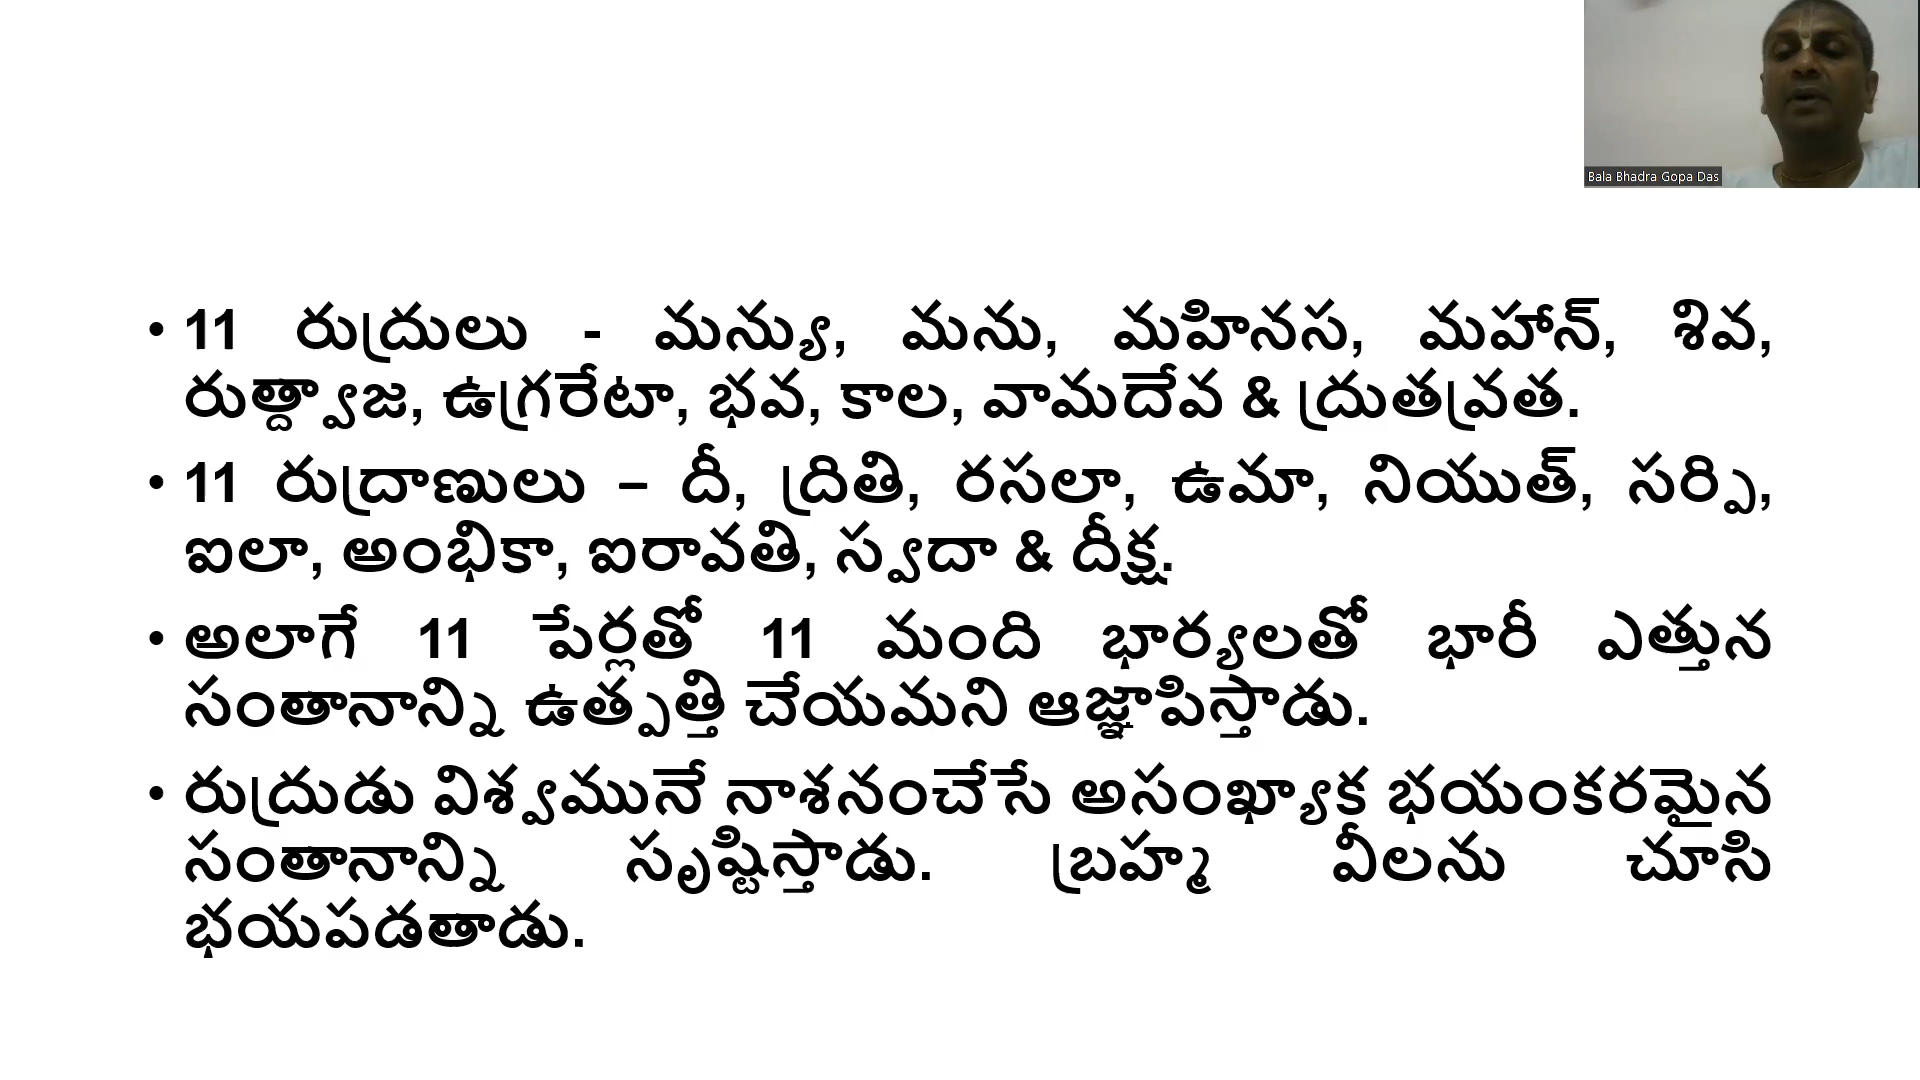 Bala Bhadra Gopa Das
• 11 రుద్రులు - మన్యు, మను, మహినస, మహాన్, శివ,
రుత్ద్వాజ, ఉగ్రరేటా, భవ, కాల, వామదేవ & ద్రుతవ్రత.
• 11 రుద్రాణులు – దీ, ద్రితి, రసలా, ఉమా, నియుత్, సర్పి,
ఐలా, అంభికా, ఐరావతి, స్వదా & దీక్ష.
• అలాగే 11 పేర్లతో 11 మంది భార్యలతో భారీ ఎత్తున
సంతానాన్ని ఉత్పత్తి చేయమని ఆజ్ఞాపిస్తాడు.
• రుద్రుడు విశ్వమునే నాశనంచేసే అసంఖ్యాక భయంకరమైన
సంతానాన్ని సృష్టిస్తాడు. బ్రహ్మ వీలను చూసి
భయపడతాడు.